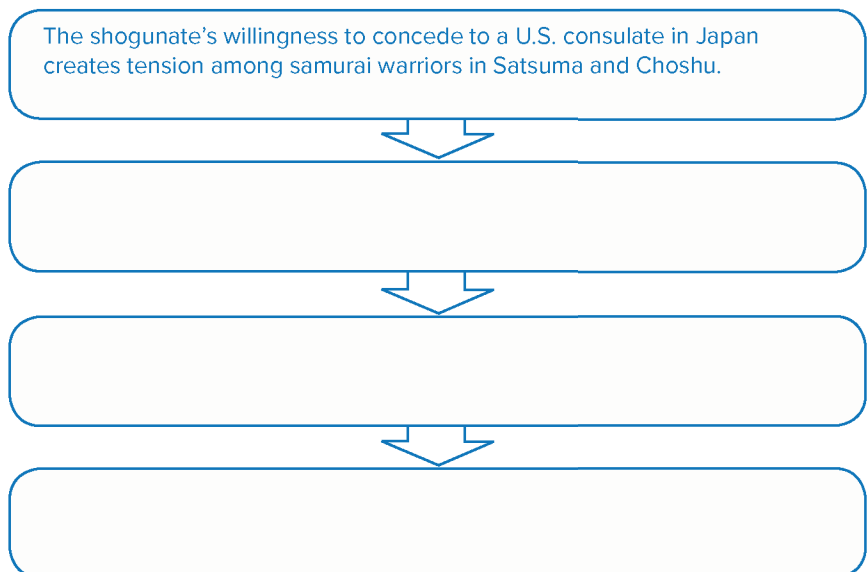 The shogunate’s willingness to concede to a U.S. consulate in Japan
creates tension among samurai warriors in Satsuma and Choshu.